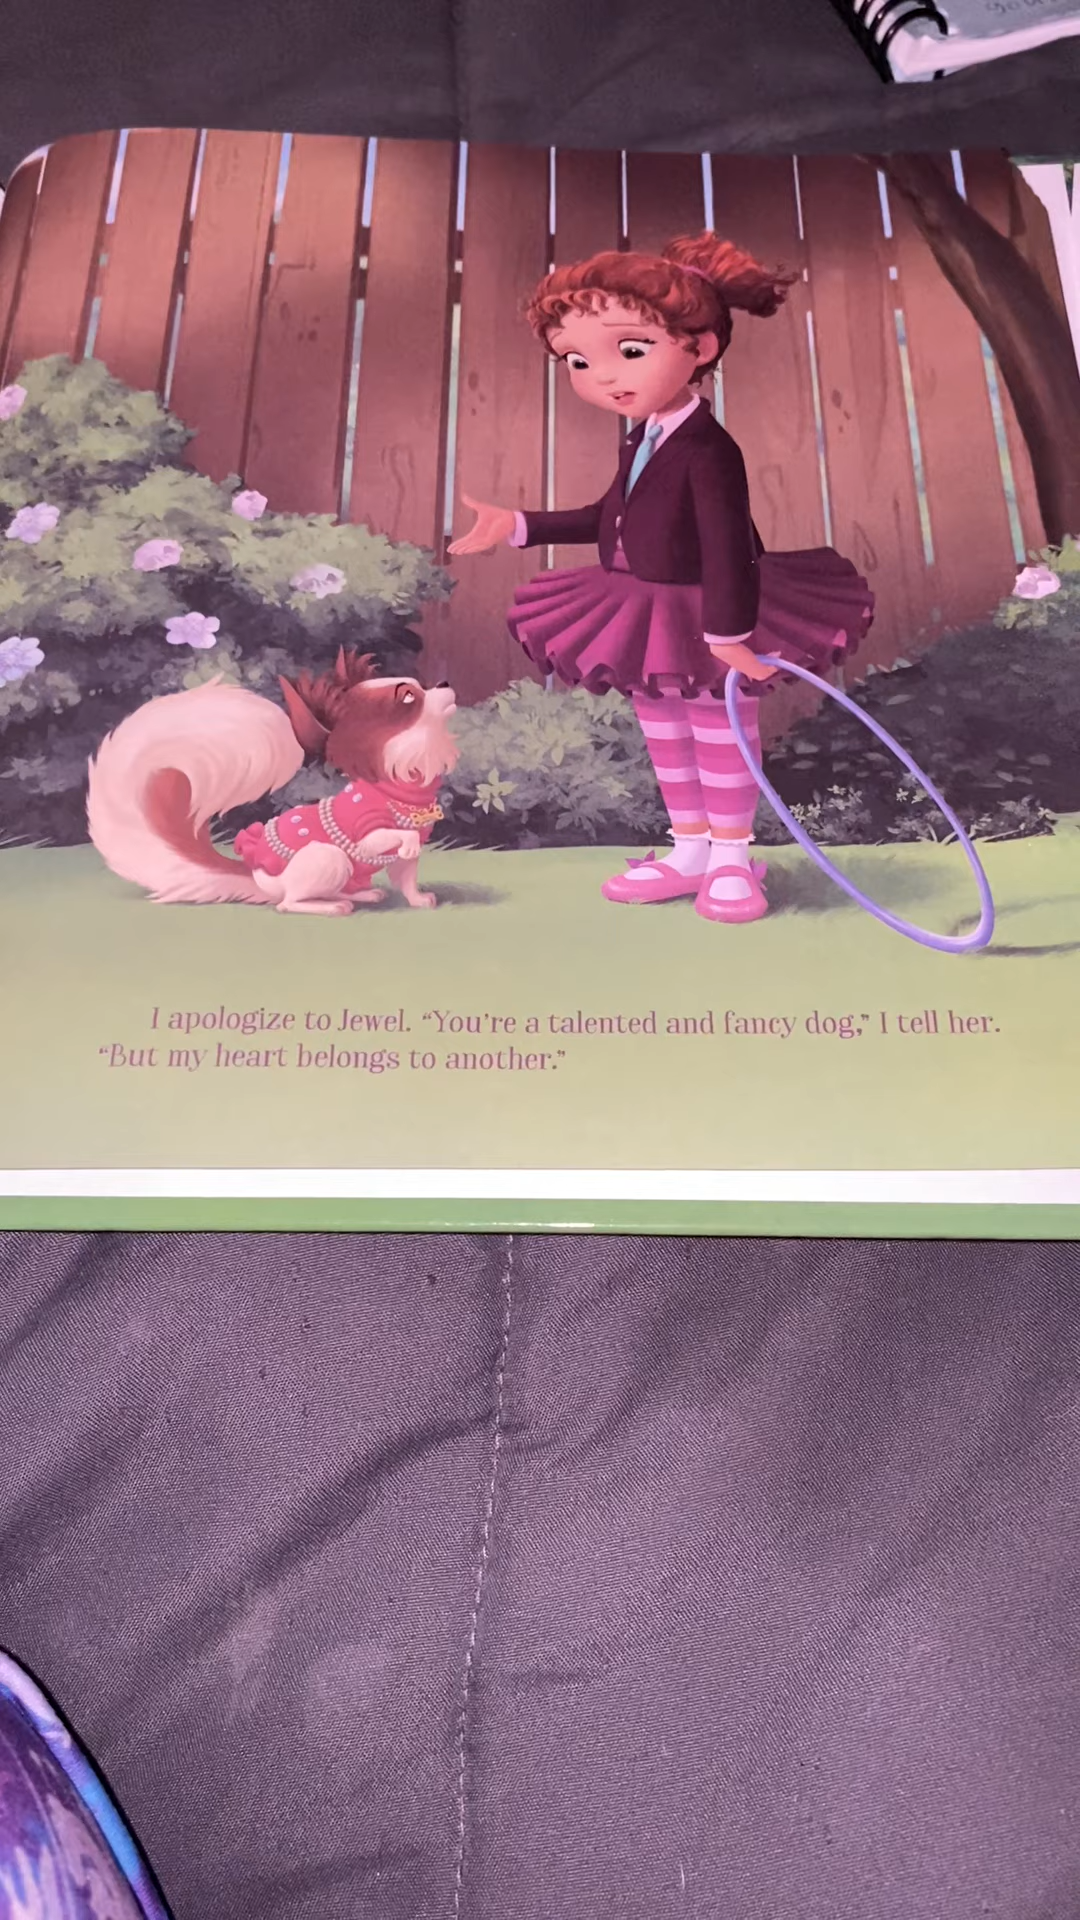 I apologize to Jewel. “You’re a talented and fancy dog,” I tell her.
“But my heart belongs to another.”